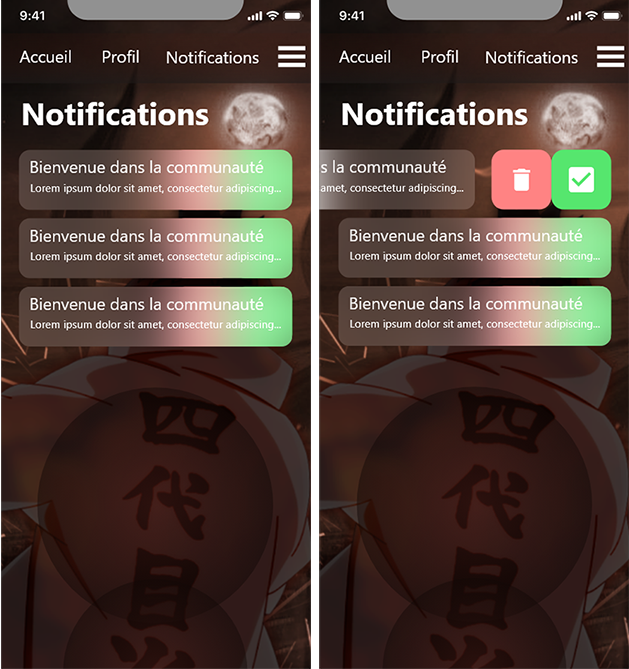 9:41
Accueil Profil Notifications
Notifications
Bienvenue dans la communauté
Lorem ipsum dolor sit amet, consectetur adipiscing...
Bienvenue dans la communauté
Lorem ipsum dolor sit amet, consectetur adipiscing...
Bienvenue dans la communauté
Lorem ipsum dolor sit amet, consectetur adipiscing...
四
代
目
9:41
Accueil Profil Notifications
Notifications
s la communauté
amet, consectetur adipiscing...
Bienvenue dans la communauté
Lorem ipsum dolor sit amet, consectetur adipiscing...
Bienvenue dans la communauté
Lorem ipsum dolor sit amet, consectetur adipiscing...
四
代
目